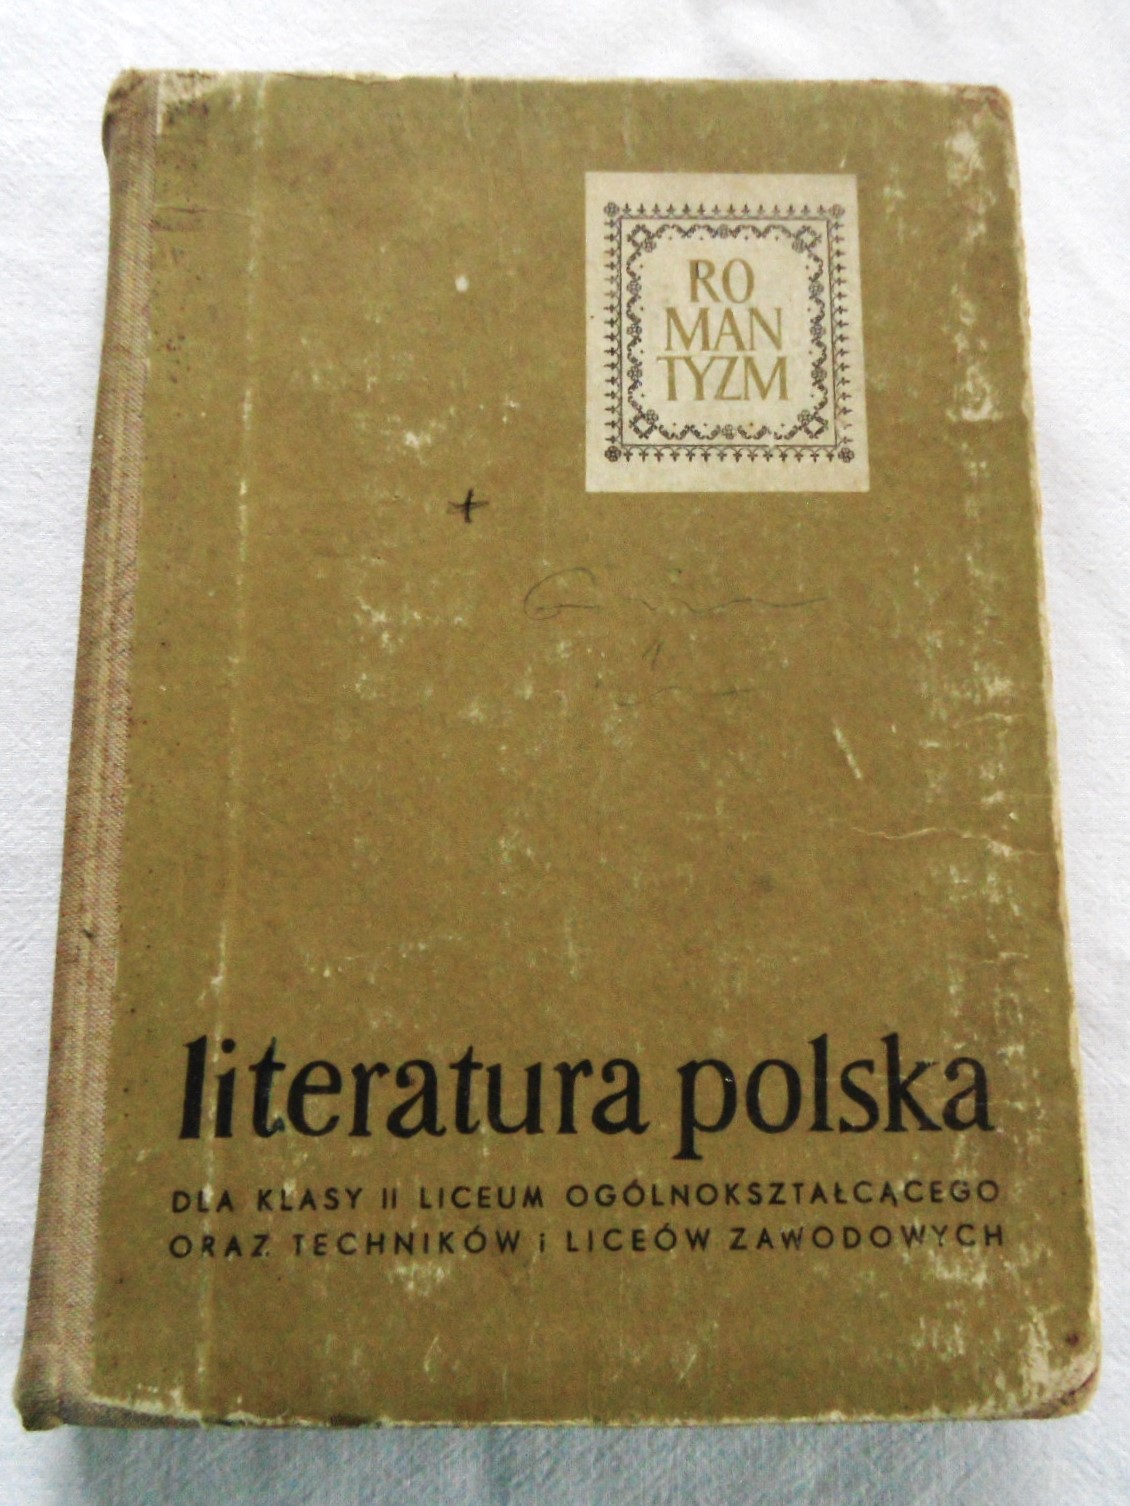 RO
MAN
TYZM
literatura polska
DLA KLASY II LICEUM OGÓLNOKSZTAŁCĄCEGO
ORAZ TECHNIKÓW i LICEÓW ZAWODOWYCH